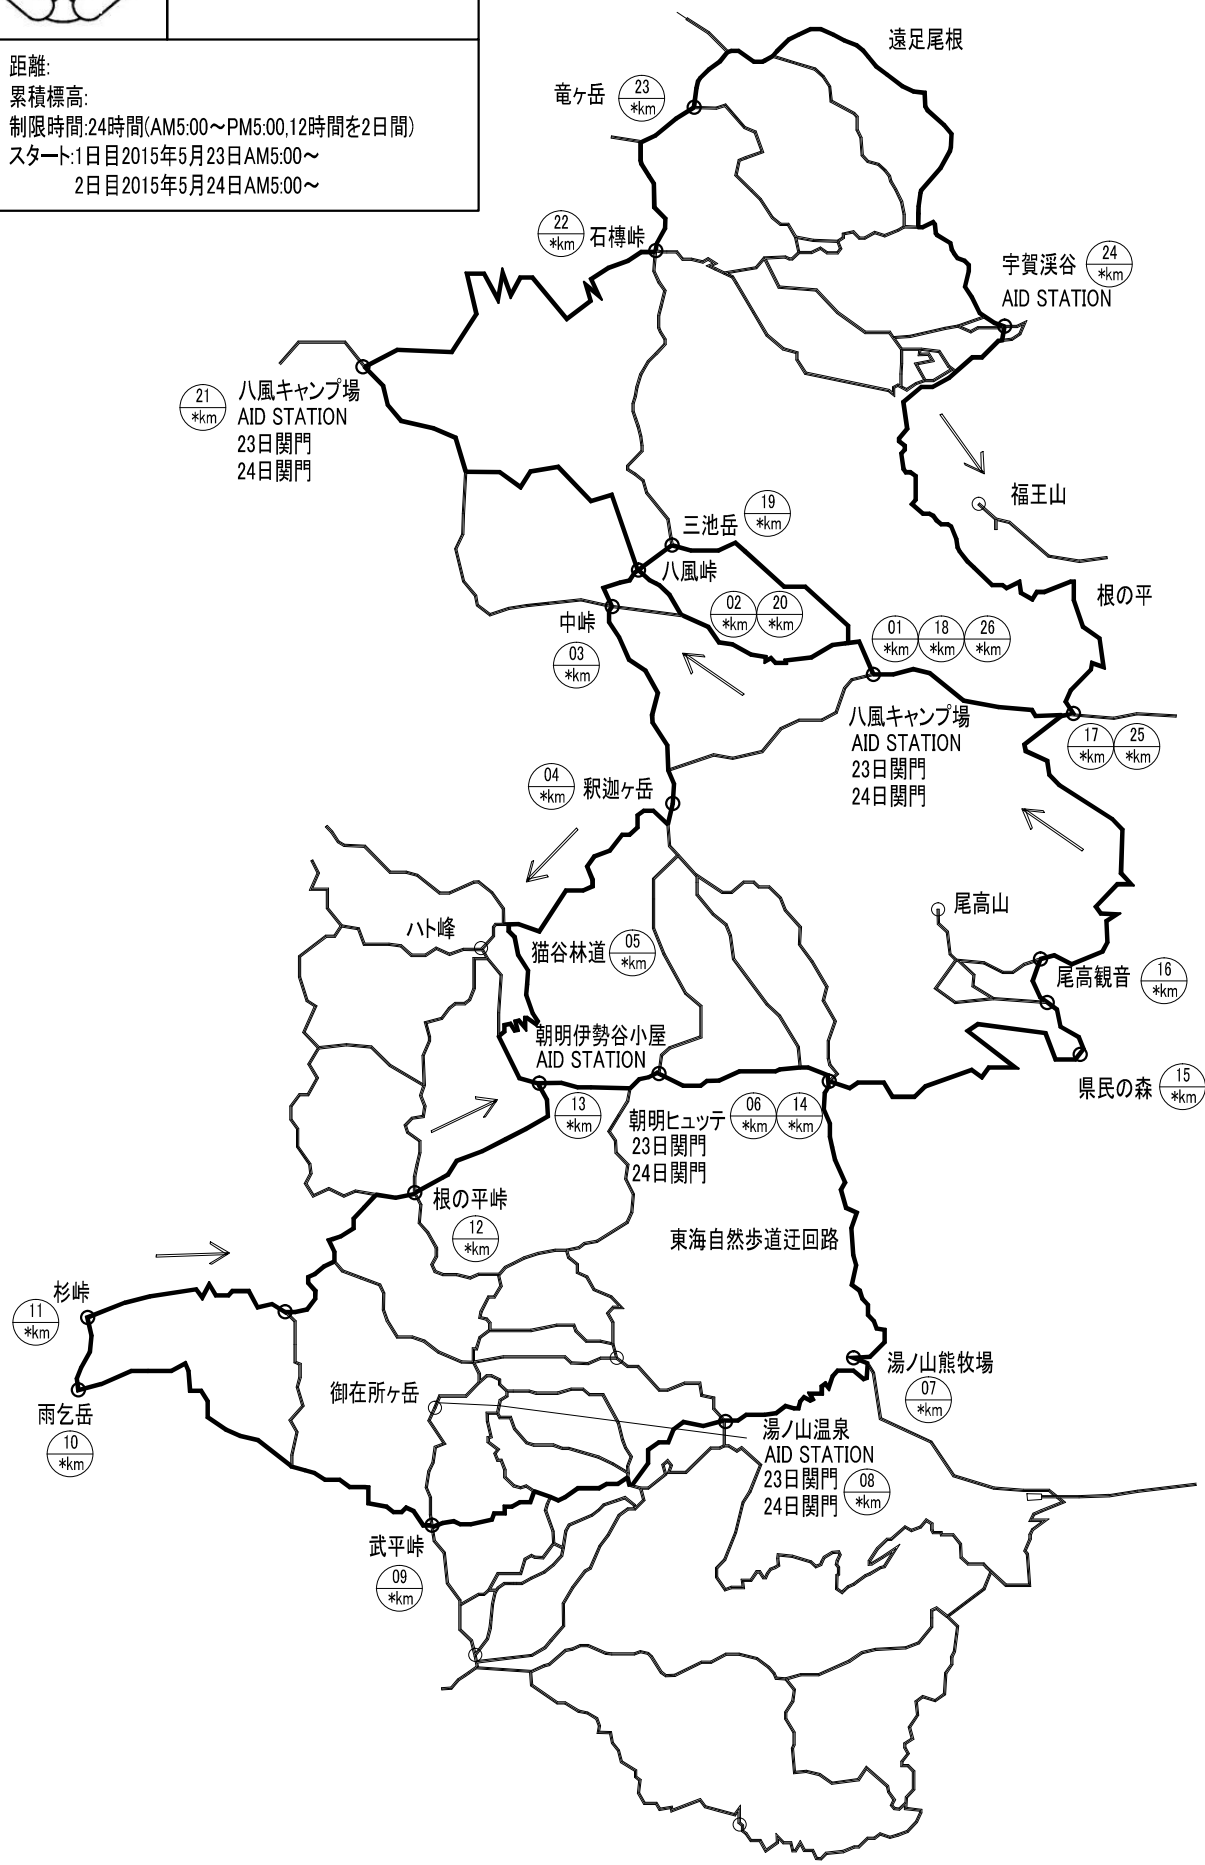 距離:
累積標高:
制限時間:24時間(AM5:00～PM5:00,12時間を2日間)
スタート:1日目2015年5月23日AM5:00～
2日目2015年5月24日AM5:00～
遠足尾根
竜ヶ岳
23
*km
22
*km
石榑峠
宇賀渓谷
AID STATION
24
*km
21
*km
八風キャンプ場
AID STATION
23日関門
24日関門
福王山
三池岳
19
*km
八風峠
根の平
02
*km
20
*km
中峠
03
*km
01
*km
18
*km
26
*km
八風キャンプ場
AID STATION
23日関門
24日関門
17
*km
25
*km
04
*km
釈迦ヶ岳
尾高山
ハト峰
猫谷林道
05
*km
尾高観音
16
*km
朝明伊勢谷小屋
AID STATION
県民の森
15
*km
13
*km
朝明ヒュッテ
23日関門
24日関門
06
*km
14
*km
根の平峠
12
*km
東海自然歩道迂回路
杉峠
11
*km
湯ノ山熊牧場
07
*km
御在所ヶ岳
雨乞岳
10
*km
湯ノ山温泉
AID STATION
23日関門
24日関門
08
*km
武平峠
09
*km